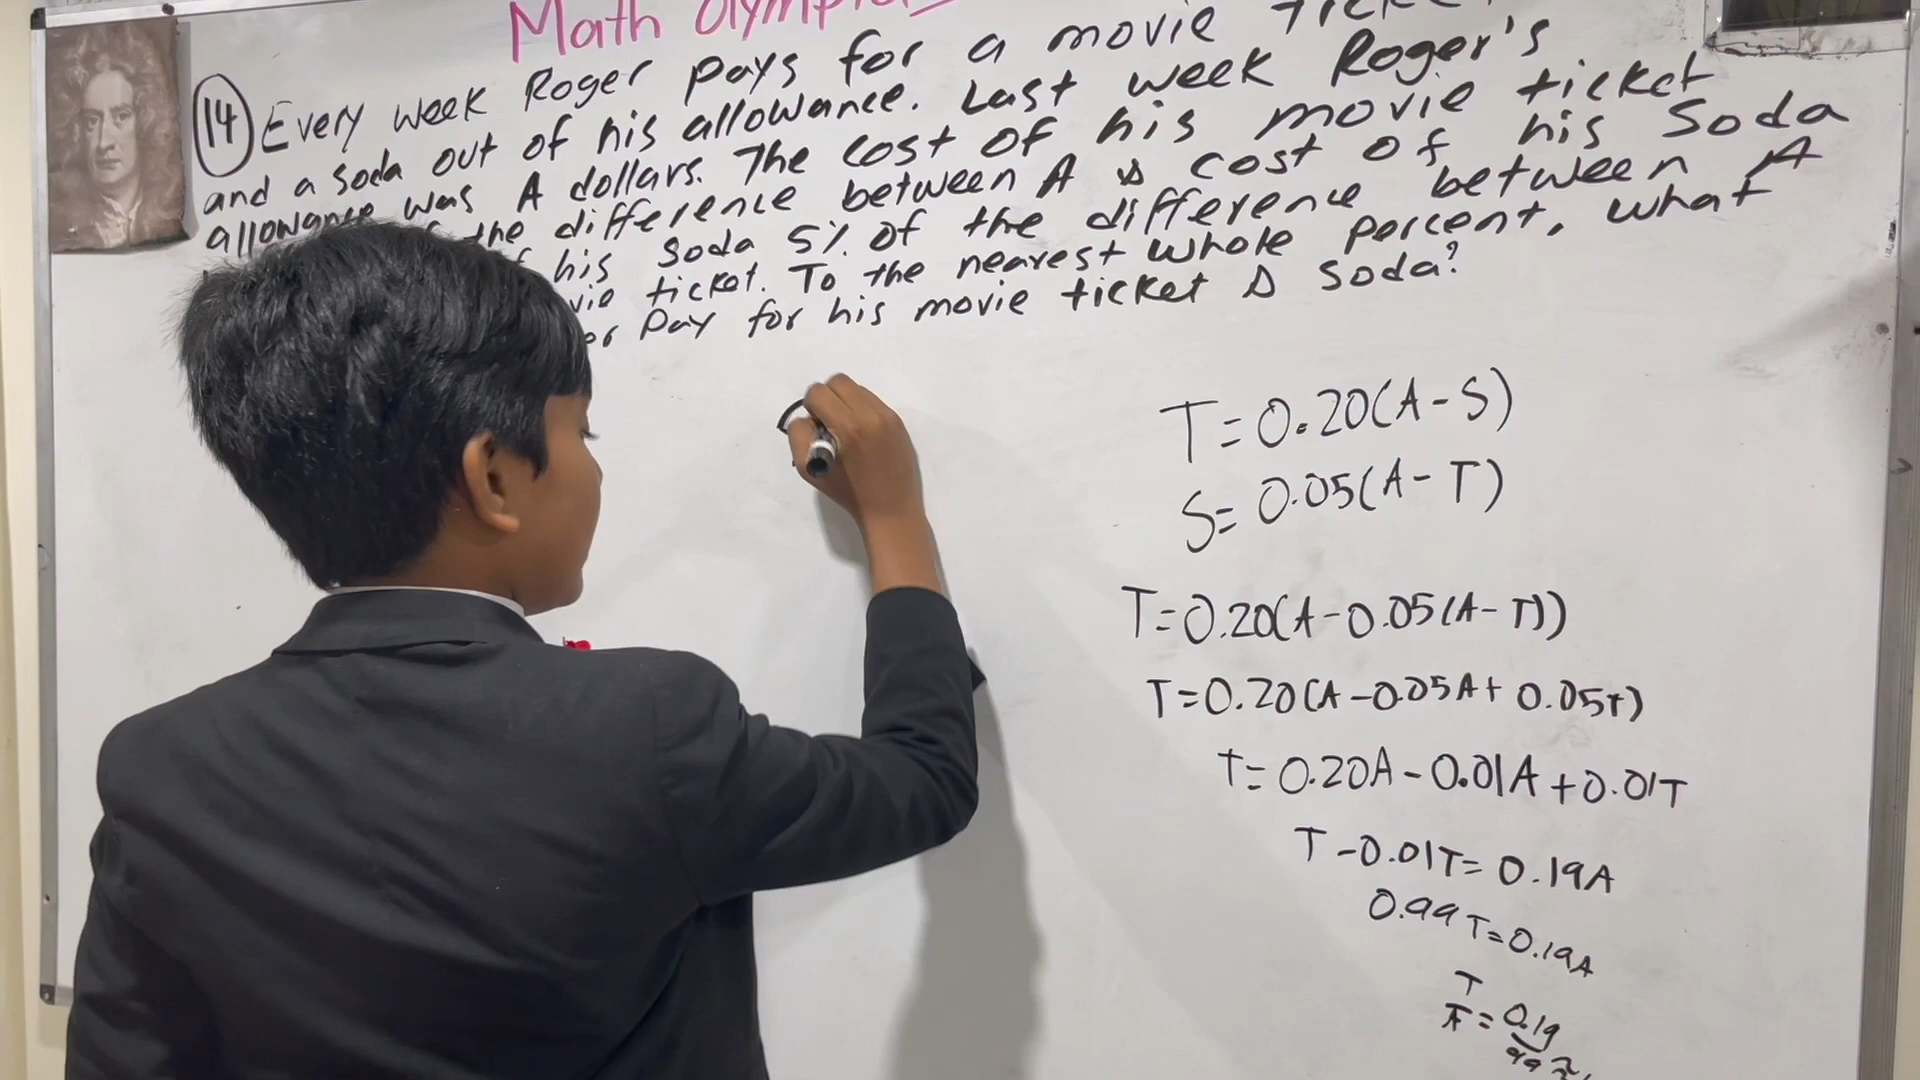 Math Olympia
14 Every week Roger pays for a movie
and a soda out of his allowance. Last week Roger's
allowance was A dollars. The cost of his movie ticket
the difference between A & cost of his Soda
his soda 5% of the difference between A
ticket. To the nearest whole percent, what
Pay for his movie ticket & soda?
T=0.20(A-S)
S=0.05(A-T)
T=0.20(A-0.05(A-T))
T=0.20(A-0.05A+0.05T)
T=0.20A-0.01A+0.01T
T-0.01T=0.19A
0.99T=0.19A
T
A = 0.19
99 ≈